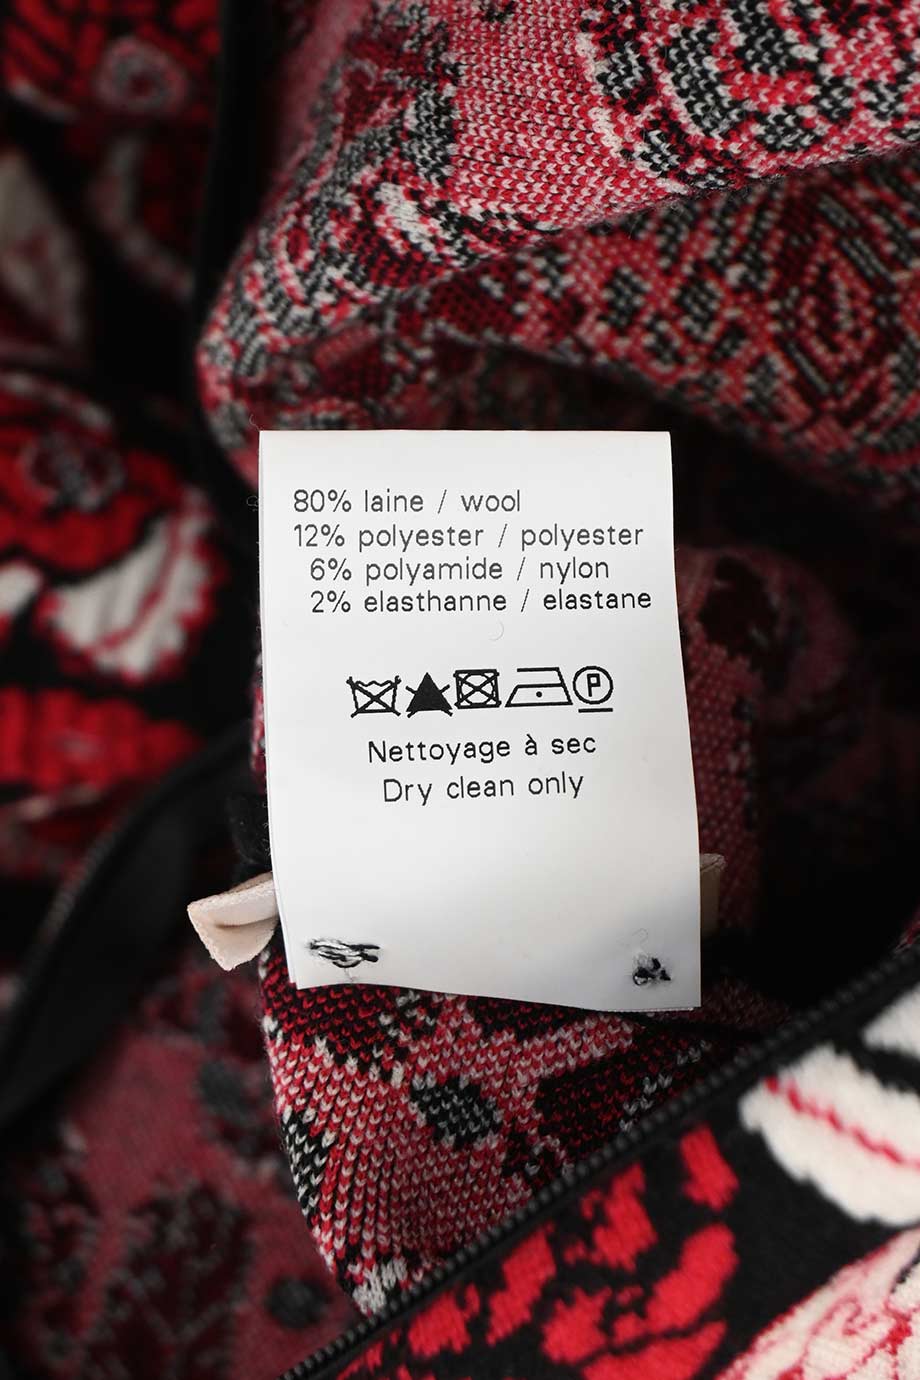 80% laine / wool
12% polyester / polyester
6% polyamide / nylon
2% elasthanne / elastane
P
Nettoyage à sec
Dry clean only